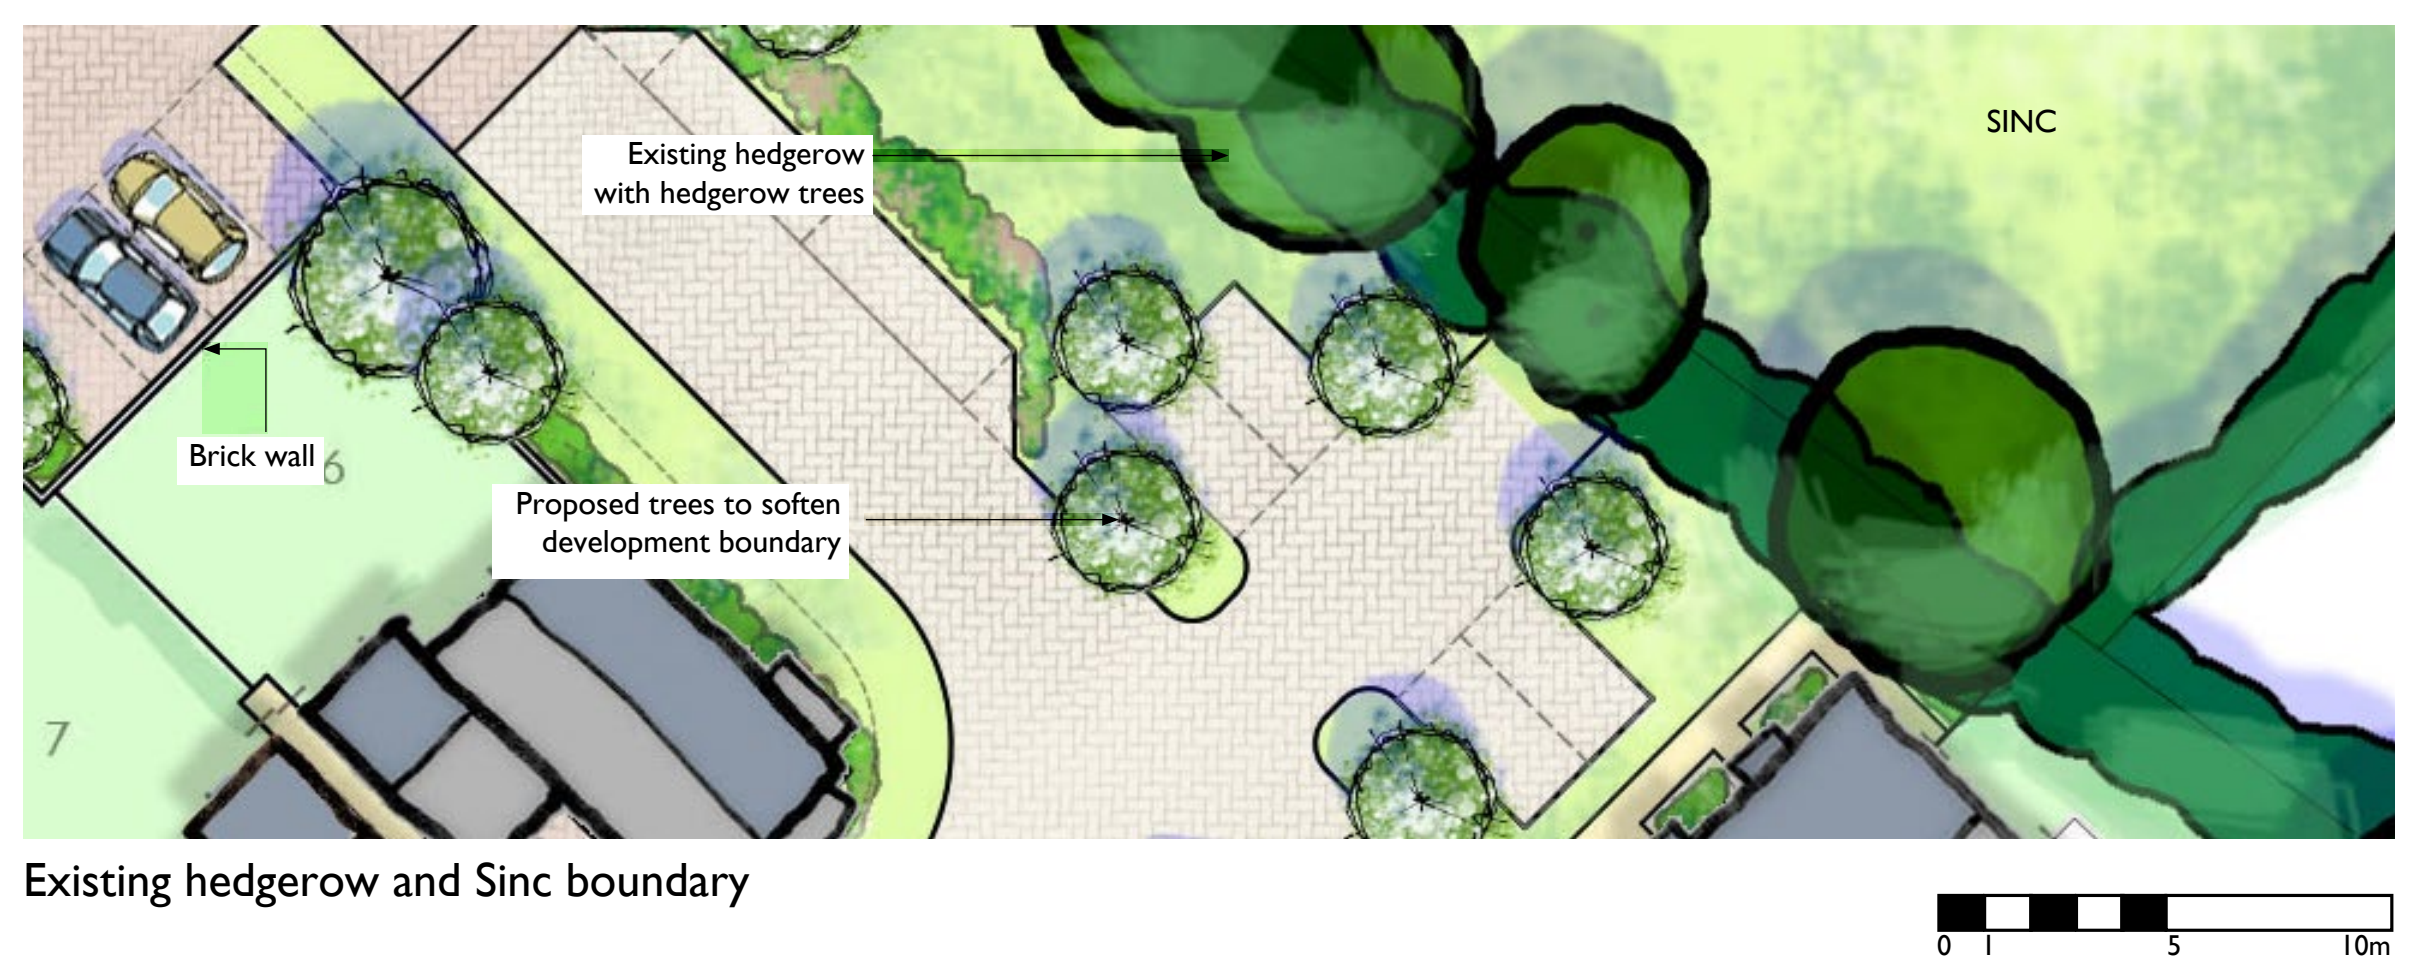 SINC
Existing hedgerow
with hedgerow trees
Brick wall
6
Proposed trees to soften
development boundary
7
Existing hedgerow and Sinc boundary
0 1 5 10m